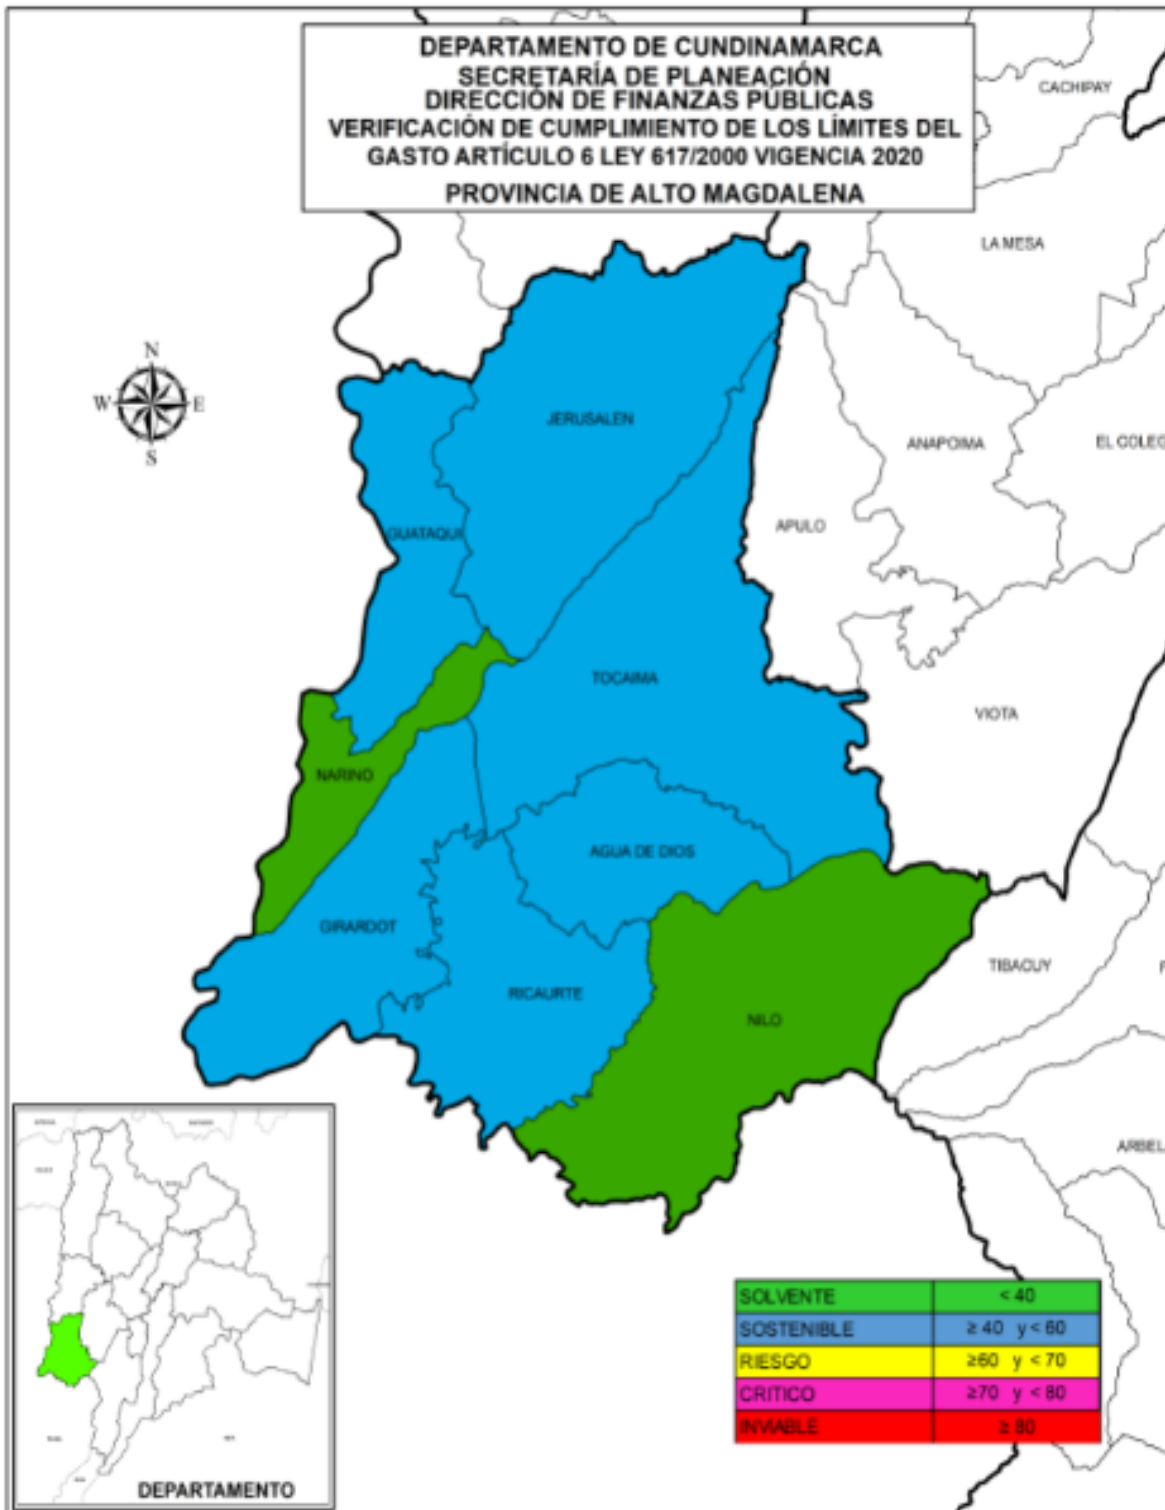 DEPARTAMENTO DE CUNDINAMARCA
SECRETARÍA DE PLANEACIÓN
DIRECCIÓN DE FINANZAS PÚBLICAS
VERIFICACIÓN DE CUMPLIMIENTO DE LOS LÍMITES DEL
GASTO ARTÍCULO 6 LEY 617/2000 VIGENCIA 2020
PROVINCIA DE ALTO MAGDALENA
CACHIPAY
LA MESA
N
W E
S
JERUSALEN
ANAPOIMA
EL COLEG
GUATAQUI
APULO
TOCAIMA
VIOTA
NARINO
AGUA DE DIOS
GIRARDOT
TIBACUY
RICAURTE
NILO
ARBEL
SOLVENTE < 40
SOSTENIBLE ≥ 40 y < 60
RIESGO ≥60 y < 70
CRITICO ≥70 y < 80
INVIABLE ≥ 80
DEPARTAMENTO